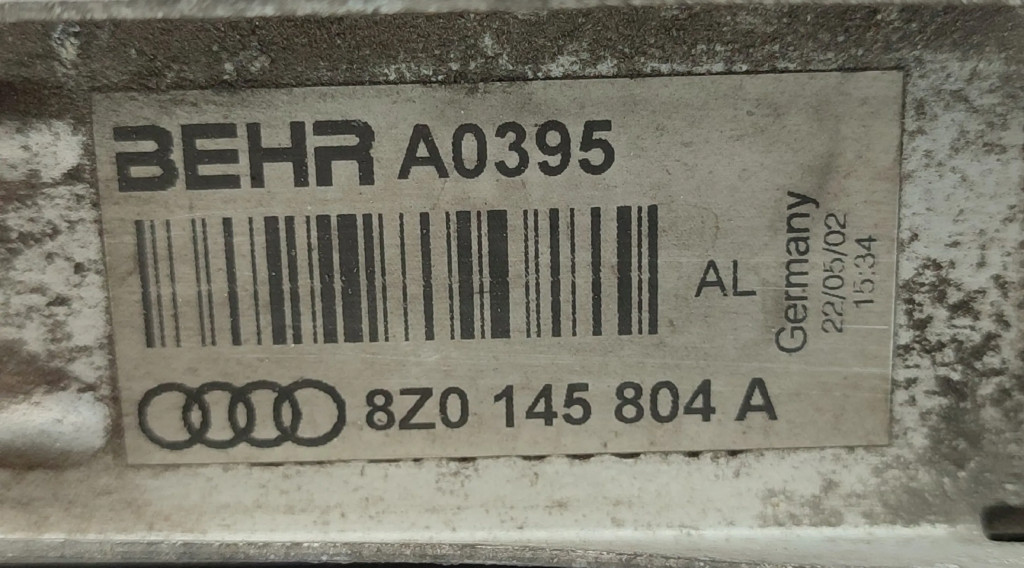 BEHR A0395
AL
Germany
22/05/02
15:34
8Z0 145 804 A